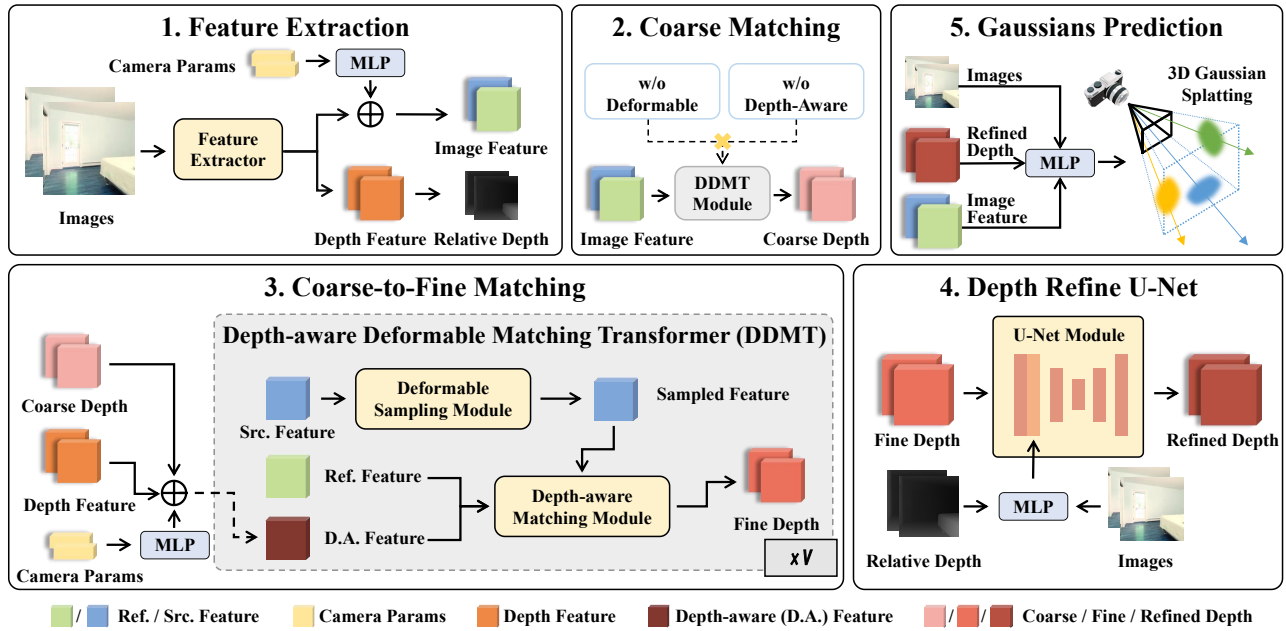 1. Feature Extraction
Camera Params
MLP
Feature
Extractor
Images
Image Feature
Depth Feature
Relative Depth
2. Coarse Matching
w/o
Deformable
w/o
Depth-Aware
DDMT
Module
Image Feature
Coarse Depth
5. Gaussians Prediction
Images
Refined
Depth
Image
Feature
MLP
3D Gaussian
Splatting
3. Coarse-to-Fine Matching
Depth-aware Deformable Matching Transformer (DDMT)
Coarse Depth
Depth Feature
Camera Params
MLP
Src. Feature
Deformable
Sampling Module
Sampled Feature
Ref. Feature
D.A. Feature
Depth-aware
Matching Module
Fine Depth
x V
4. Depth Refine U-Net
U-Net Module
Fine Depth
Refined Depth
MLP
Relative Depth
Images
/ Ref. / Src. Feature
Camera Params
Depth Feature
Depth-aware (D.A.) Feature
/ / Coarse / Fine / Refined Depth